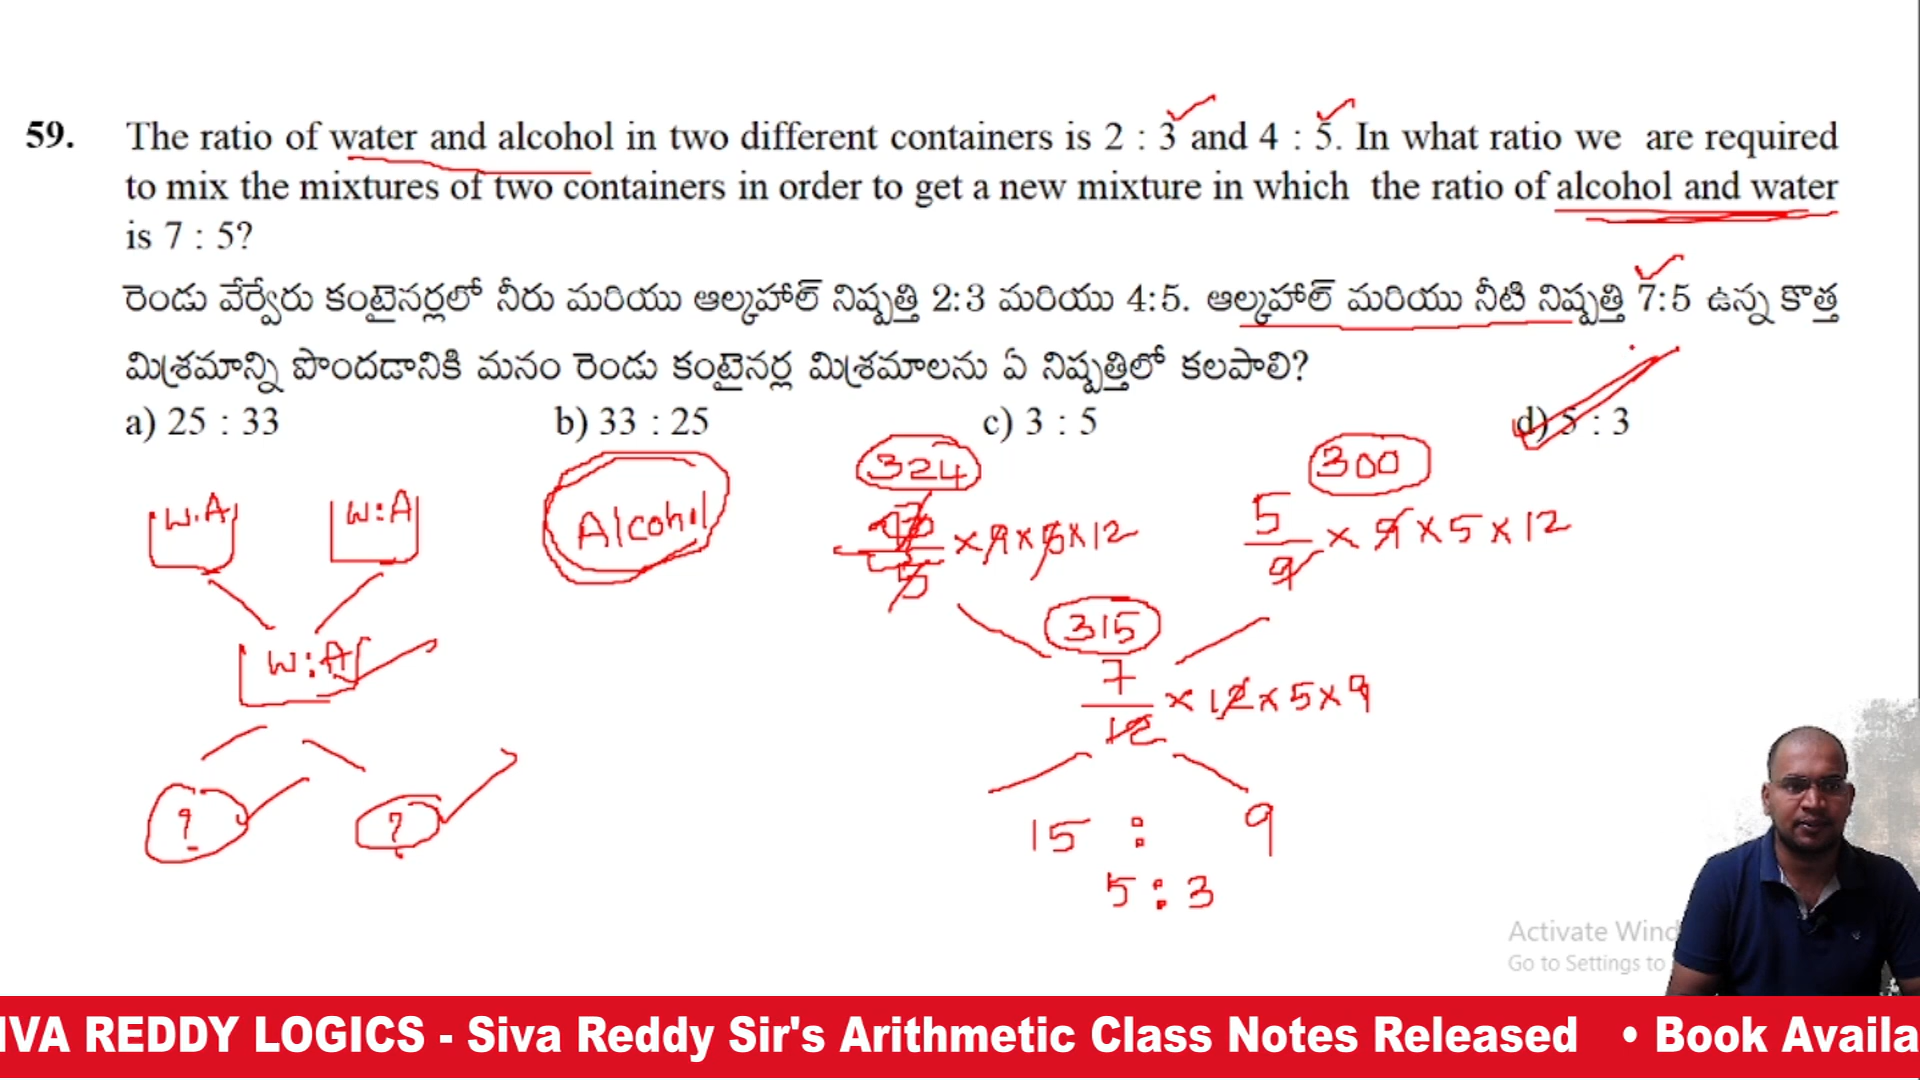 59. The ratio of water and alcohol in two different containers is 2 : 3 and 4 : 5. In what ratio we are required
to mix the mixtures of two containers in order to get a new mixture in which the ratio of alcohol and water
is 7 : 5?
రెండు వేర్వేరు కంటైనర్లలో నీరు మరియు ఆల్కహాల్ నిష్పత్తి 2:3 మరియు 4:5. ఆల్కహాల్ మరియు నీటి నిష్పత్తి 7:5 ఉన్న కొత్త
మిశ్రమాన్ని పొందడానికి మనం రెండు కంటైనర్ల మిశ్రమాలను ఏ నిష్పత్తిలో కలపాలి?
a) 25 : 33 b) 33 : 25 c) 3 : 5 d) 5 : 3
324 300
W:A W:A Alcohol
5 × 9 × 5 × 12
5/9 × 9 × 5 × 12
315
W:A
7/12 × 12 × 5 × 9
? ?
15 : 9
5 : 3
Activate Wind
Go to Settings to
IVA REDDY LOGICS - Siva Reddy Sir's Arithmetic Class Notes Released • Book Availa